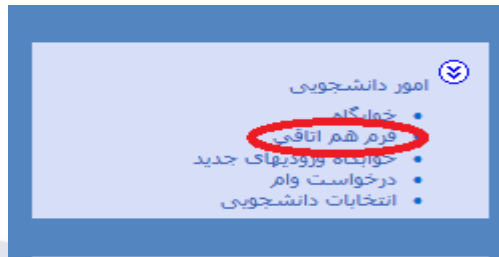 امور دانشجویی
خوابگاه
فرم هم اتاقی
خوابگاه ورودیهای جدید
درخواست وام
انتخابات دانشجویی